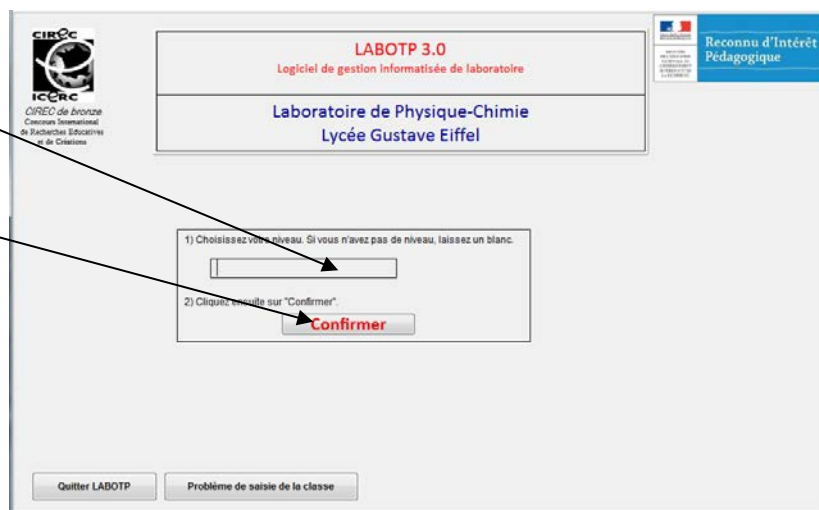 CIREC
ICERC
CIREC de bronze
Concours International
de Recherches Educatives
et de Créations
LABOTP 3.0
Logiciel de gestion informatisée de laboratoire
Laboratoire de Physique-Chimie
Lycée Gustave Eiffel
Reconnu d'Intérêt
Pédagogique
1) Choisissez votre niveau. Si vous n'avez pas de niveau, laissez un blanc.
2) Cliquez ensuite sur "Confirmer".
Confirmer
Quitter LABOTP
Problème de saisie de la classe